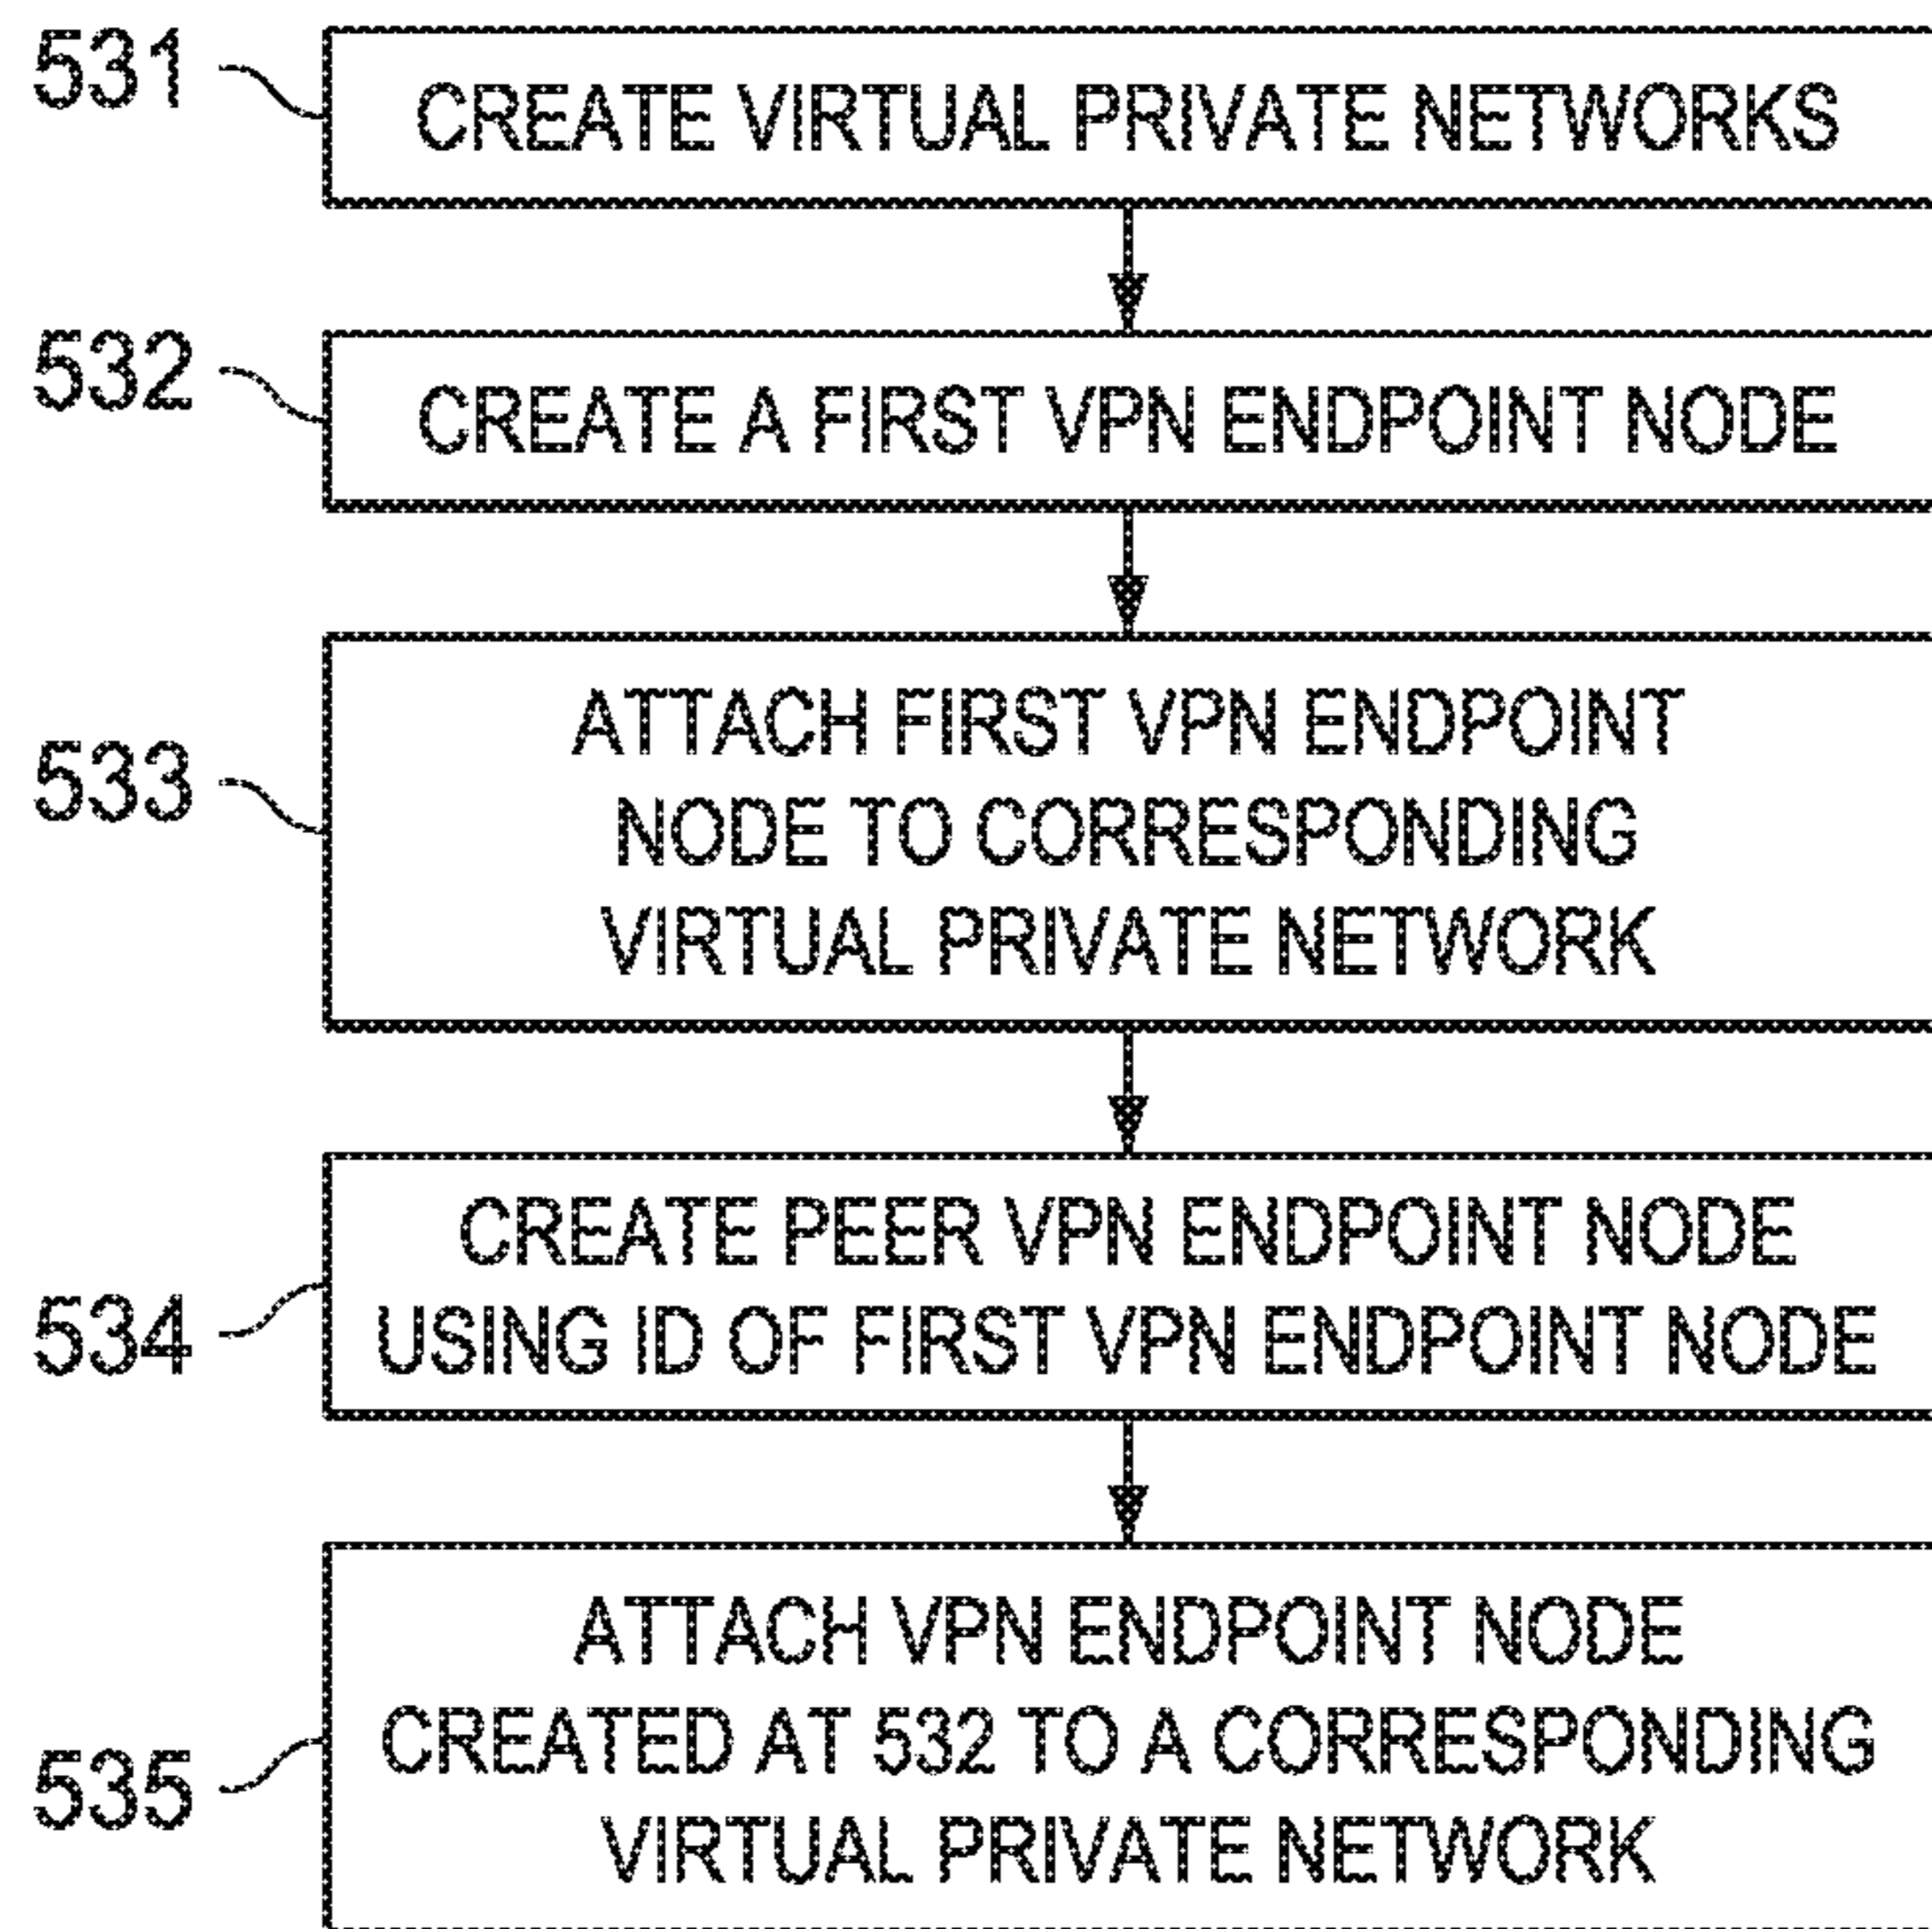 531
CREATE VIRTUAL PRIVATE NETWORKS
532
CREATE A FIRST VPN ENDPOINT NODE
533
ATTACH FIRST VPN ENDPOINT
NODE TO CORRESPONDING
VIRTUAL PRIVATE NETWORK
534
CREATE PEER VPN ENDPOINT NODE
USING ID OF FIRST VPN ENDPOINT NODE
535
ATTACH VPN ENDPOINT NODE
CREATED AT 532 TO A CORRESPONDING
VIRTUAL PRIVATE NETWORK